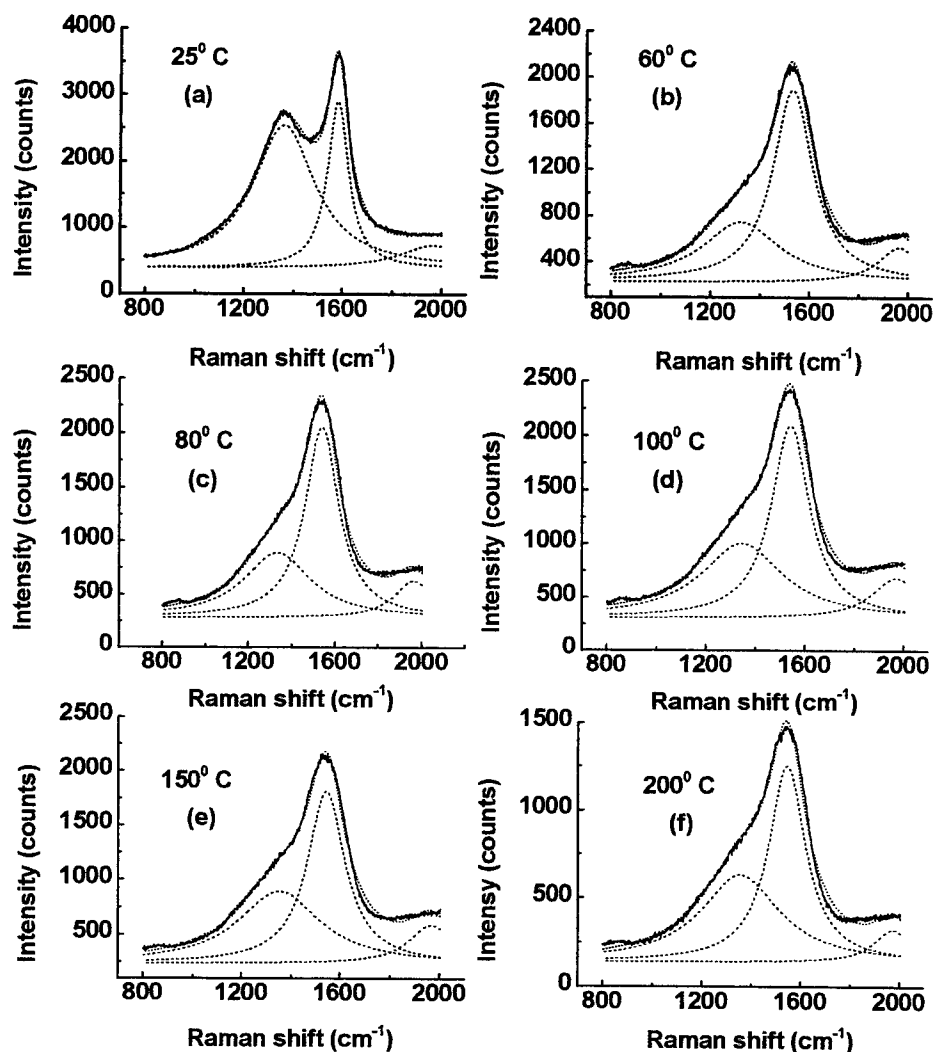 4000
3000
2000
1000
0
25⁰ C
(a)
Intensity (counts)
800 1200 1600 2000
Raman shift (cm⁻¹)
2400
2000
1600
1200
800
400
60⁰ C
(b)
Intensity (counts)
800 1200 1600 2000
Raman shift (cm⁻¹)
2500
2000
1500
1000
500
0
80⁰ C
(c)
Intensity (counts)
800 1200 1600 2000
Raman shift (cm⁻¹)
2500
2000
1500
1000
500
0
100⁰ C
(d)
Intensity (counts)
800 1200 1600 2000
Raman shift (cm⁻¹)
2500
2000
1500
1000
500
150⁰ C
(e)
Intensity (counts)
800 1200 1600 2000
Raman shift (cm⁻¹)
1500
1000
500
0
200⁰ C
(f)
Intensy (counts)
800 1200 1600 2000
Raman shift (cm⁻¹)